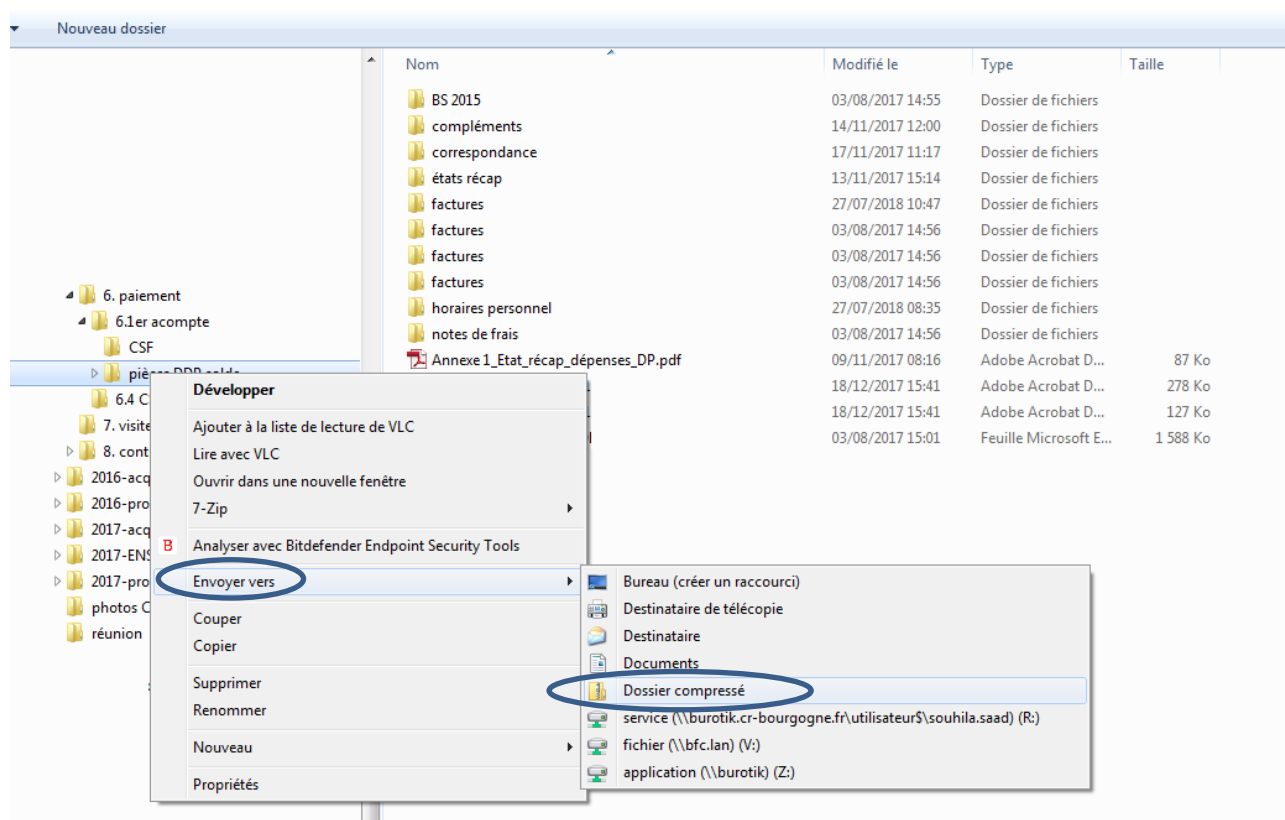 Nouveau dossier
Nom Modifié le Type Taille
BS 2015 03/08/2017 14:55 Dossier de fichiers
compléments 14/11/2017 12:00 Dossier de fichiers
correspondance 17/11/2017 11:17 Dossier de fichiers
états récap 13/11/2017 15:14 Dossier de fichiers
factures 27/07/2018 10:47 Dossier de fichiers
factures 03/08/2017 14:56 Dossier de fichiers
factures 03/08/2017 14:56 Dossier de fichiers
factures 03/08/2017 14:56 Dossier de fichiers
horaires personnel 27/07/2018 08:35 Dossier de fichiers
notes de frais 03/08/2017 14:56 Dossier de fichiers
Annexe 1_Etat_récap_dépenses_DP.pdf 09/11/2017 08:16 Adobe Acrobat D... 87 Ko
18/12/2017 15:41 Adobe Acrobat D... 278 Ko
18/12/2017 15:41 Adobe Acrobat D... 127 Ko
03/08/2017 15:01 Feuille Microsoft E... 1 588 Ko
6. paiement
6.1er acompte
CSF
6.4 C
7. visite
8. cont
2016-acq
2016-pro
2017-acq
2017-ENS
2017-pro
photos C
réunion
Développer
Ajouter à la liste de lecture de VLC
Lire avec VLC
Ouvrir dans une nouvelle fenêtre
7-Zip
B Analyser avec Bitdefender Endpoint Security Tools
Envoyer vers
Couper
Copier
Supprimer
Renommer
Nouveau
Propriétés
Bureau (créer un raccourci)
Destinataire de télécopie
Destinataire
Documents
Dossier compressé
service (\\burotik.cr-bourgogne.fr\utilisateur$\souhila.saad) (R:)
fichier (\\bfc.lan) (V:)
application (\\burotik) (Z:)